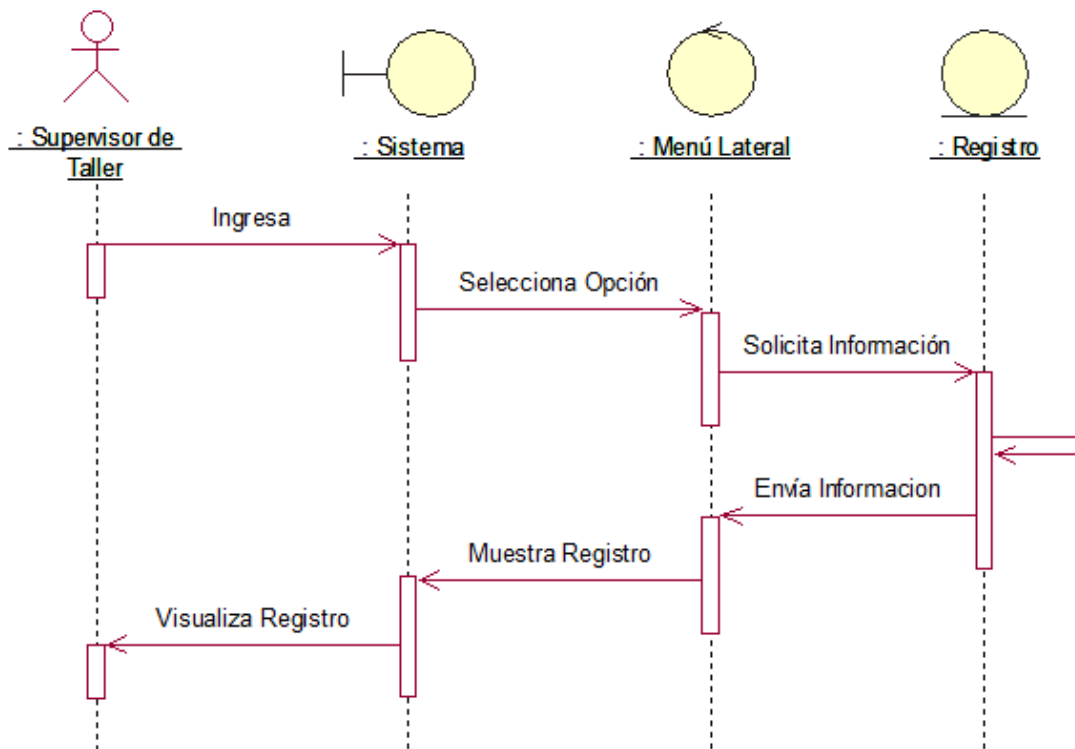 : Supervisor de
Taller
: Sistema
: Menú Lateral
: Registro
Ingresa
Selecciona Opción
Solicita Información
Envía Informacion
Muestra Registro
Visualiza Registro